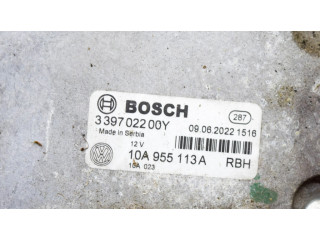 BOSCH
287
3 397 022 00Y 09.06.2022 1516
Made in Serbia
12 V
10A 955 113A RBH
10A 023